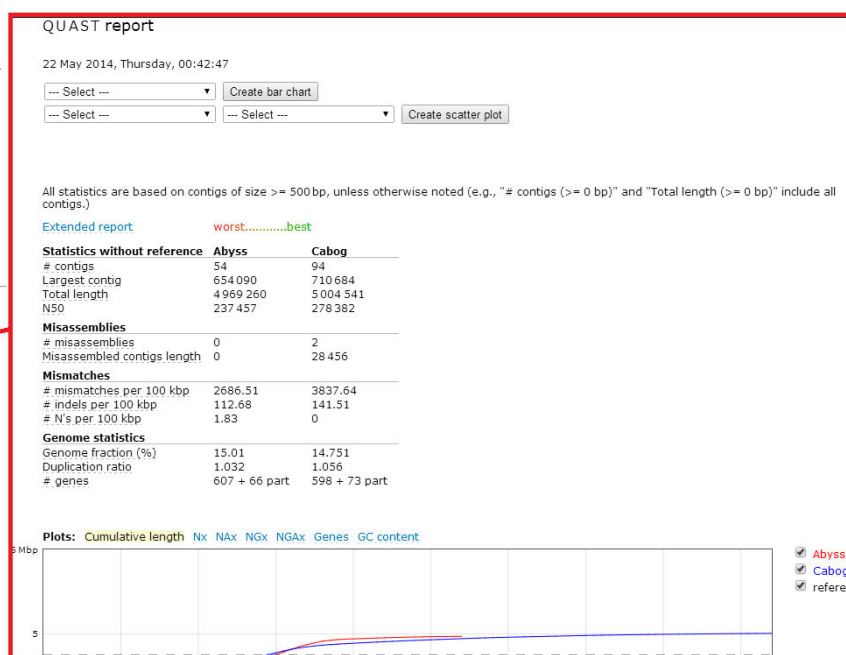 QUAST report
22 May 2014, Thursday, 00:42:47
--- Select --- Create bar chart
--- Select --- --- Select --- Create scatter plot
All statistics are based on contigs of size >= 500 bp, unless otherwise noted (e.g., "# contigs (>= 0 bp)" and "Total length (>= 0 bp)" include all
contigs.)
Extended report worst............best
Statistics without reference Abyss Cabog
# contigs 54 94
Largest contig 654 090 710 684
Total length 4 969 260 5 004 541
N50 237 457 278 382
Misassemblies
# misassemblies 0 2
Misassembled contigs length 0 28 456
Mismatches
# mismatches per 100 kbp 2686.51 3837.64
# indels per 100 kbp 112.68 141.51
# N's per 100 kbp 1.83 0
Genome statistics
Genome fraction (%) 15.01 14.751
Duplication ratio 1.032 1.056
# genes 607 + 66 part 598 + 73 part
Plots: Cumulative length Nx NAx NGx NGAx Genes GC content
Mbp
Abyss
Cabog
refere
5